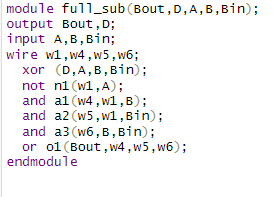 module full_sub(Bout,D,A,B,Bin);
output Bout,D;
input A,B,Bin;
wire w1,w4,w5,w6;
xor (D,A,B,Bin);
not n1(w1,A);
and a1(w4,w1,B);
and a2(w5,w1,Bin);
and a3(w6,B,Bin);
or o1(Bout,w4,w5,w6);
endmodule